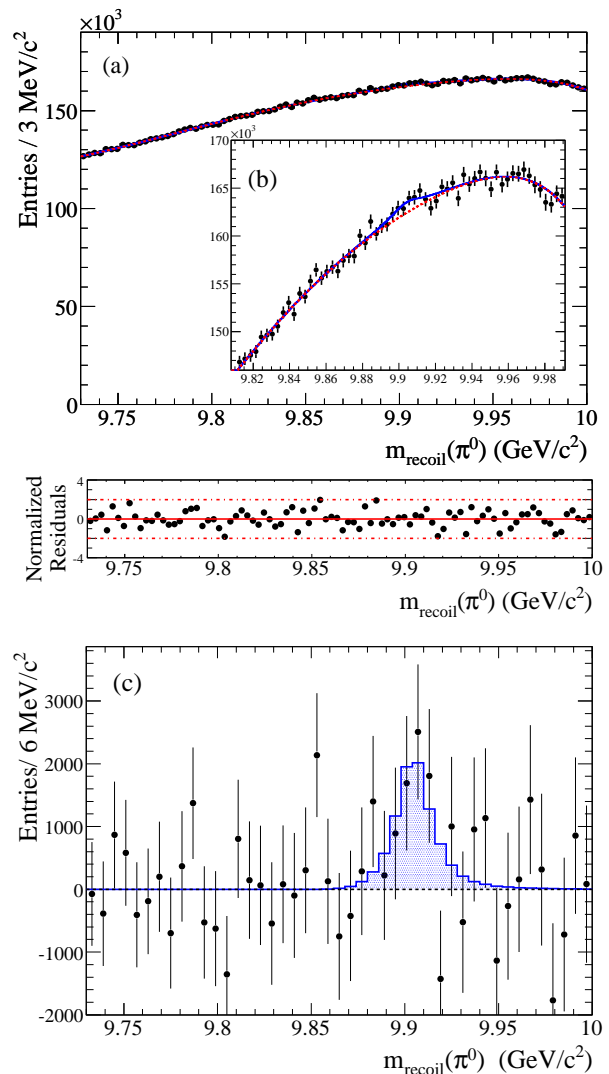 ×10³
(a)
Entries / 3 MeV/c²
150
100
50
0
9.75 9.8 9.85 9.9 9.95 10
m_recoil(π⁰) (GeV/c²)
×10³
(b)
170
165
160
155
150
9.82 9.84 9.86 9.88 9.9 9.92 9.94 9.96 9.98
Normalized
Residuals
4
0
-4
9.75 9.8 9.85 9.9 9.95 10
m_recoil(π⁰) (GeV/c²)
(c)
Entries/ 6 MeV/c²
3000
2000
1000
0
-1000
-2000
9.75 9.8 9.85 9.9 9.95 10
m_recoil(π⁰) (GeV/c²)